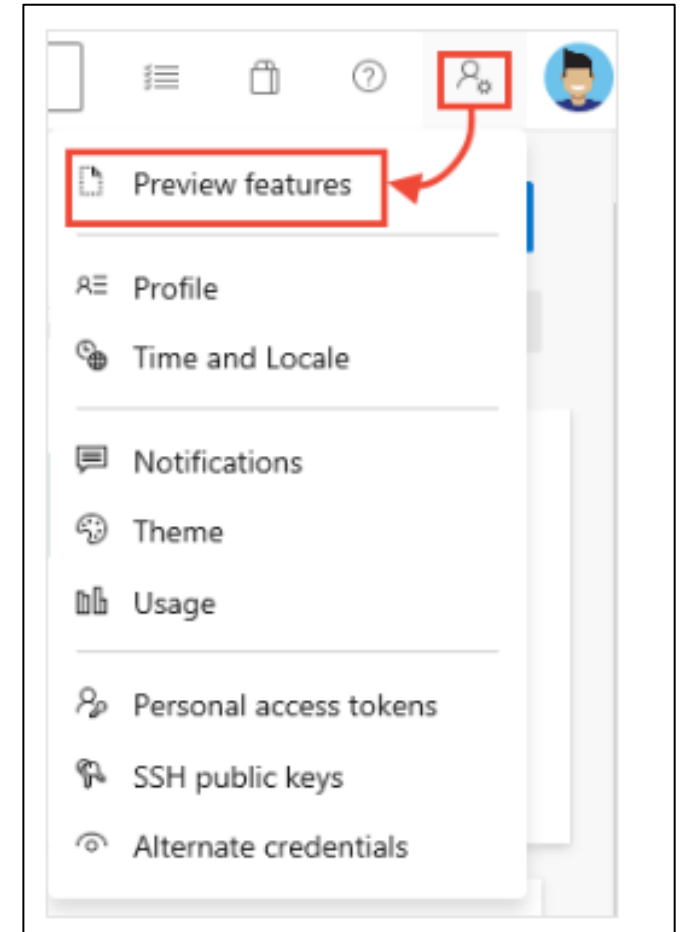 Preview features
Profile
Time and Locale
Notifications
Theme
Usage
Personal access tokens
SSH public keys
Alternate credentials